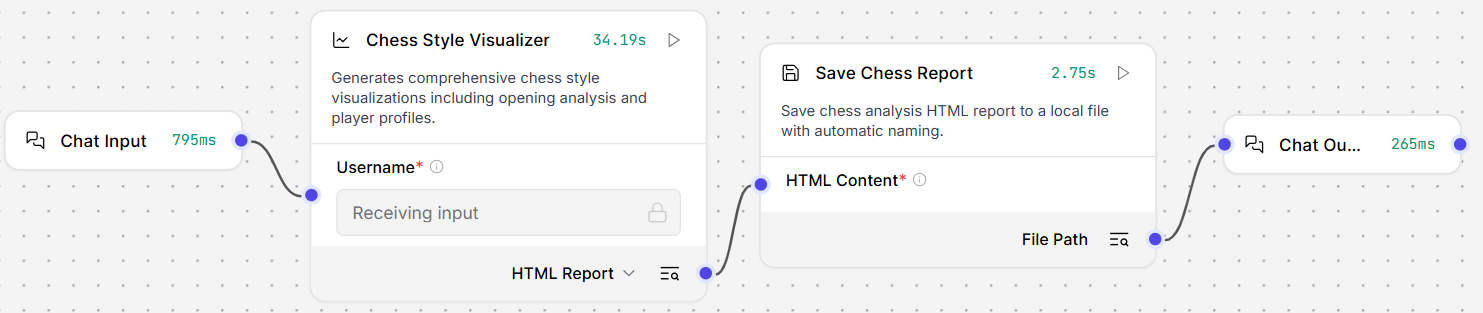 Chat Input 795ms
Chess Style Visualizer 34.19s
Generates comprehensive chess style
visualizations including opening analysis and
player profiles.
Username*
Receiving input
HTML Report
Save Chess Report 2.75s
Save chess analysis HTML report to a local file
with automatic naming.
HTML Content*
File Path
Chat Ou... 265ms